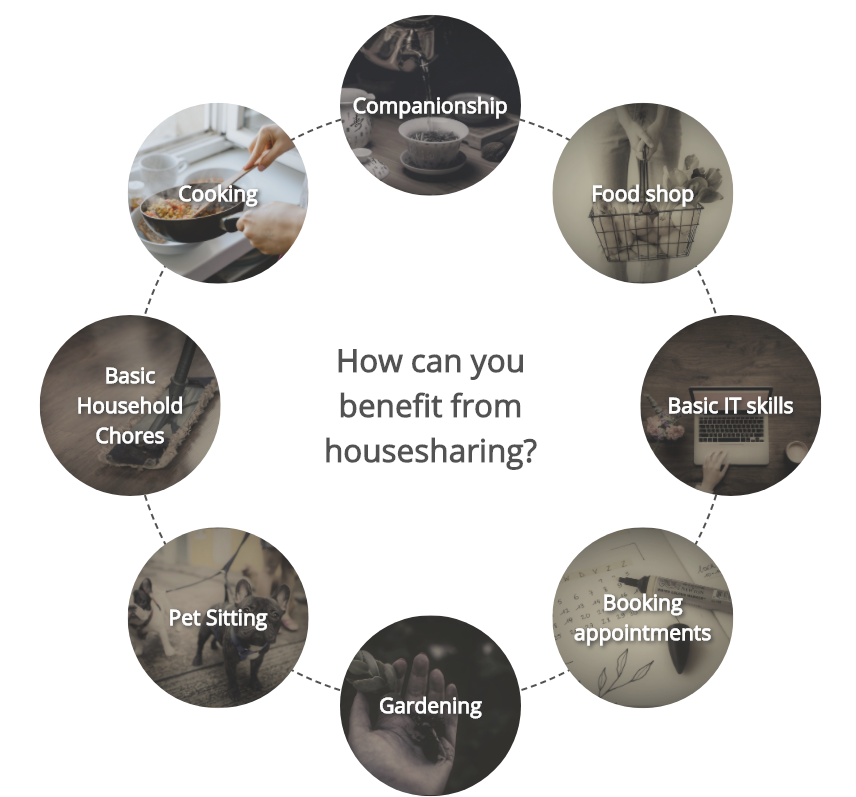 Companionship
Cooking
Food shop
Basic
Household
Chores
How can you
benefit from
housesharing?
Basic IT skills
Pet Sitting
Booking
appointments
Gardening